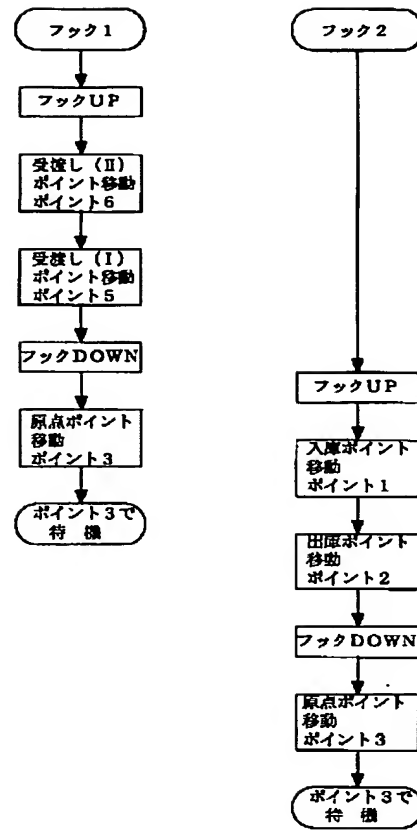 フック1
フックUP
受渡し(II)
ポイント移動
ポイント6
受渡し(I)
ポイント移動
ポイント5
フックDOWN
原点ポイント
移動
ポイント3
ポイント3で
待 機
フック2
フックUP
入庫ポイント
移動
ポイント1
出庫ポイント
移動
ポイント2
フックDOWN
原点ポイント
移動
ポイント3
ポイント3で
待 機